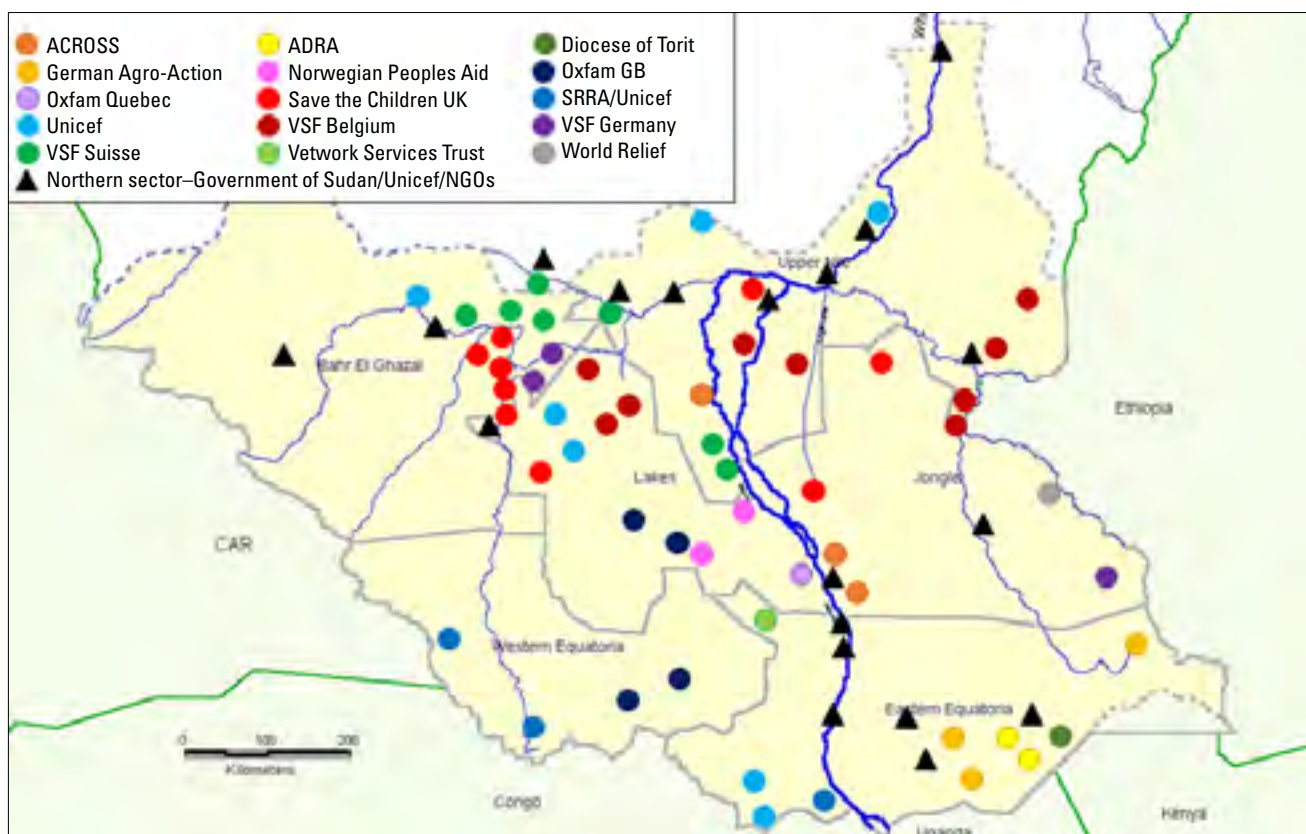 ACROSS
ADRA
Diocese of Torit
German Agro-Action
Norwegian Peoples Aid
Oxfam GB
Oxfam Quebec
Save the Children UK
SRRA/Unicef
Unicef
VSF Belgium
VSF Germany
VSF Suisse
Vetwork Services Trust
World Relief
Northern sector–Government of Sudan/Unicef/NGOs
Upper Nile
Bahr El Ghazal
Ethiopia
Lakes
Jonglei
CAR
Western Equatoria
Eastern Equatoria
0 100 200
Kilometers
Congo
Kenya
Uganda